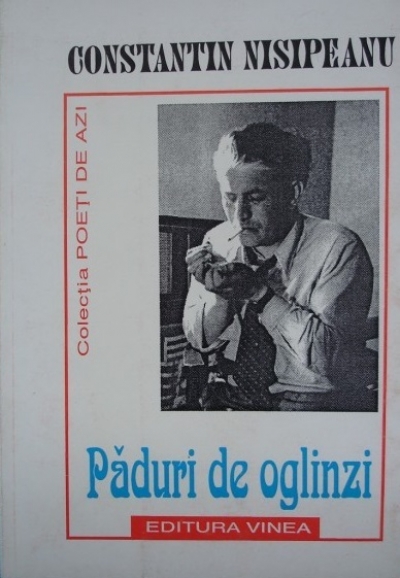 CONSTANTIN NISIPEANU
Colecția POEȚI DE AZI
Păduri de oglinzi
EDITURA VINEA